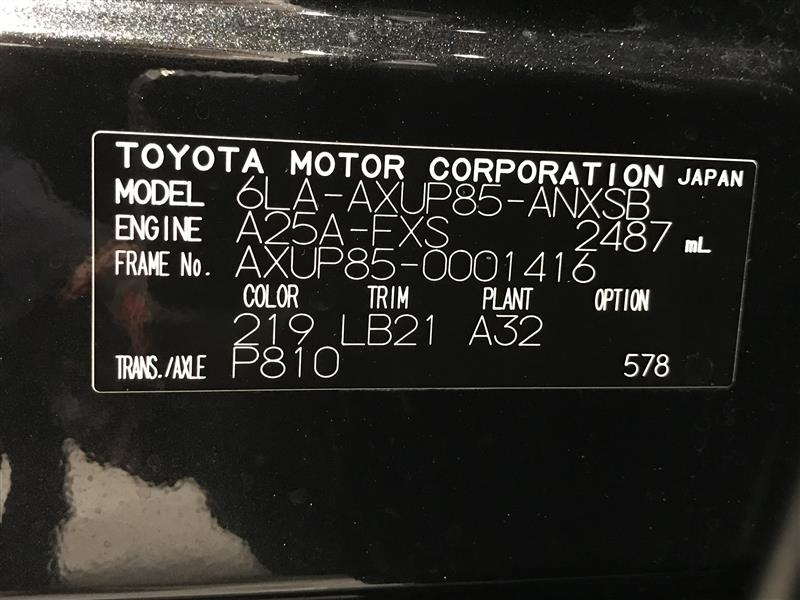 TOYOTA MOTOR CORPORATION JAPAN
MODEL 6LA-AXUP85-ANXSB
ENGINE A25A-FXS 2487 mL
FRAME No. AXUP85-0001416
COLOR TRIM PLANT OPTION
219 LB21 A32
TRANS./AXLE P810 578